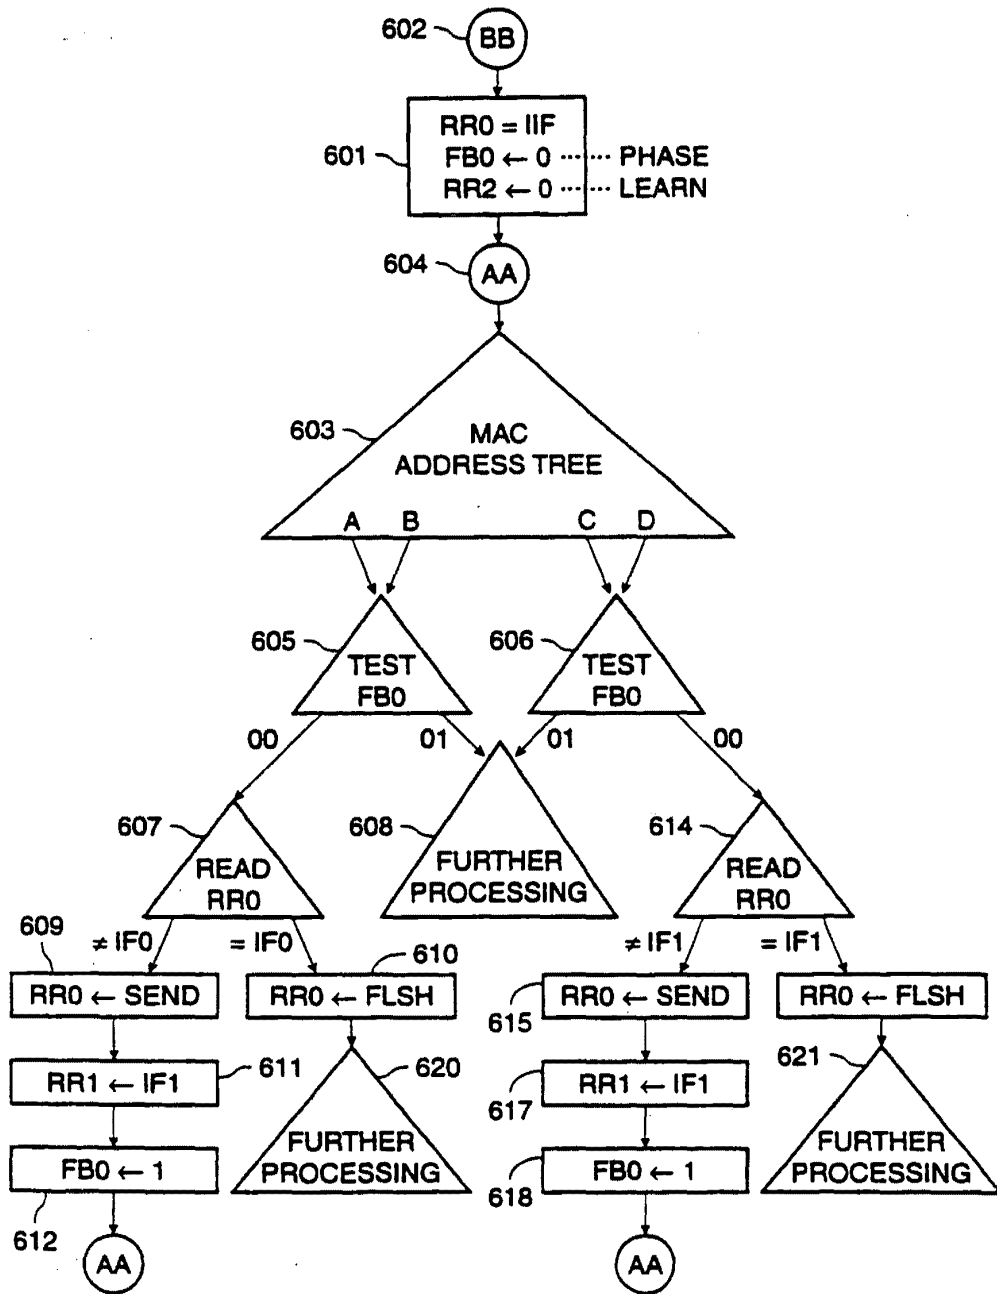 602 BB
RR0 = IIF
601 FB0 ← 0 ······ PHASE
RR2 ← 0 ······ LEARN
604 AA
603 MAC
ADDRESS TREE
A B C D
605 TEST
FB0
606 TEST
FB0
00 01 01 00
607 READ
RR0
608 FURTHER
PROCESSING
614 READ
RR0
609 ≠ IF0 = IF0 610 ≠ IF1 = IF1
RR0 ← SEND RR0 ← FLSH 615 RR0 ← SEND RR0 ← FLSH
RR1 ← IF1 611 620 617 RR1 ← IF1 621
FURTHER
PROCESSING
FURTHER
PROCESSING
FB0 ← 1 618 FB0 ← 1
612
AA AA